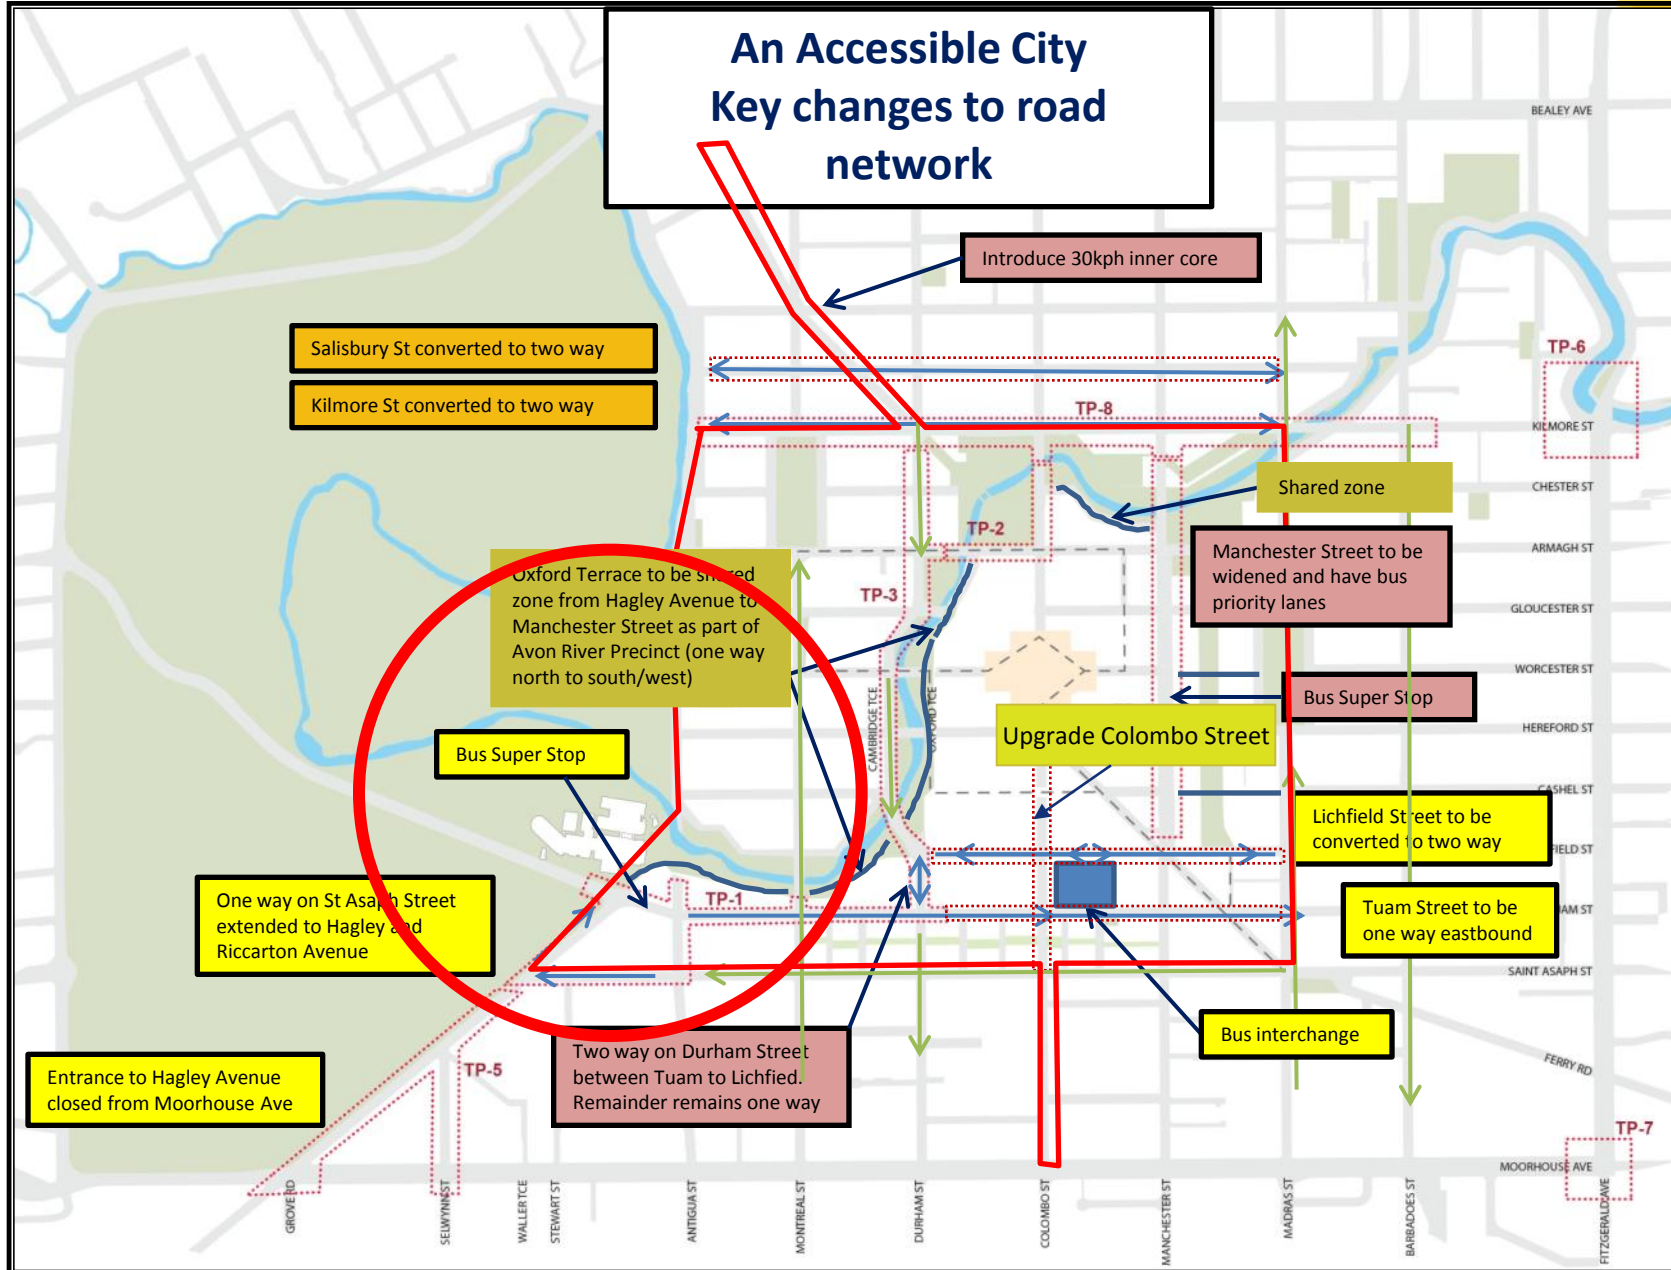 An Accessible City
Key changes to road
network
BEALEY AVE
Introduce 30kph inner core
Salisbury St converted to two way
TP-6
Kilmore St converted to two way
TP-8
KILMORE ST
Shared zone
CHESTER ST
TP-2
Manchester Street to be
widened and have bus
priority lanes
ARMAGH ST
Oxford Terrace to be shared
zone from Hagley Avenue to
Manchester Street as part of
Avon River Precinct (one way
north to south/west)
TP-3
GLOUCESTER ST
WORCESTER ST
Bus Super Stop
CAMBRIDGE TCE
OXFORD TCE
Upgrade Colombo Street
HEREFORD ST
Bus Super Stop
CASHEL ST
Lichfield Street to be
converted to two way
FIELD ST
One way on St Asaph Street
extended to Hagley and
Riccarton Avenue
TP-1
Tuam Street to be
one way eastbound
AM ST
SAINT ASAPH ST
Bus interchange
Two way on Durham Street
between Tuam to Lichfied.
Remainder remains one way
FERRY RD
TP-5
Entrance to Hagley Avenue
closed from Moorhouse Ave
TP-7
MOORHOUSE AVE
GROVE RD
SELWYN ST
WALLER TCE
STEWART ST
ANTIGUA ST
MONTREAL ST
DURHAM ST
COLOMBO ST
MANCHESTER ST
MADRAS ST
BARBADOES ST
FITZGERALD AVE